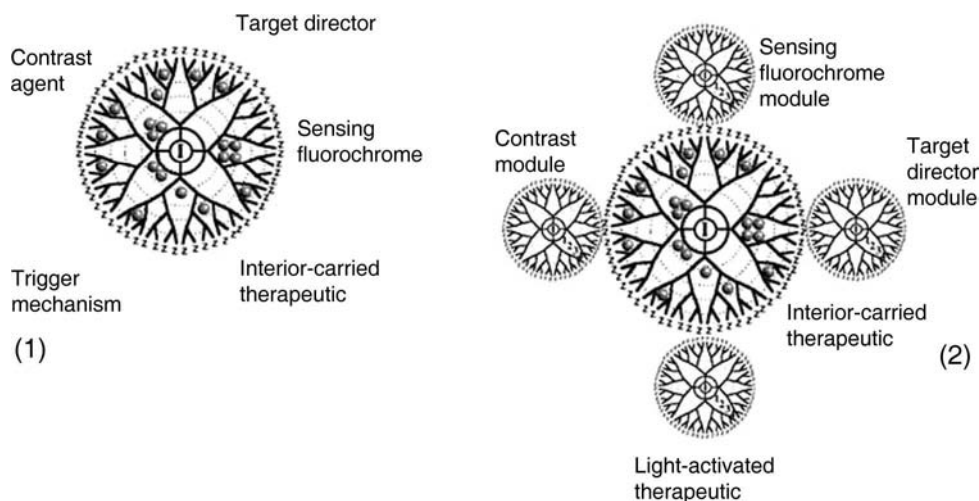 Target director
Contrast
agent
Sensing
fluorochrome
Trigger
mechanism
Interior-carried
therapeutic
(1)
Sensing
fluorochrome
module
Contrast
module
Target
director
module
Interior-carried
therapeutic
(2)
Light-activated
therapeutic